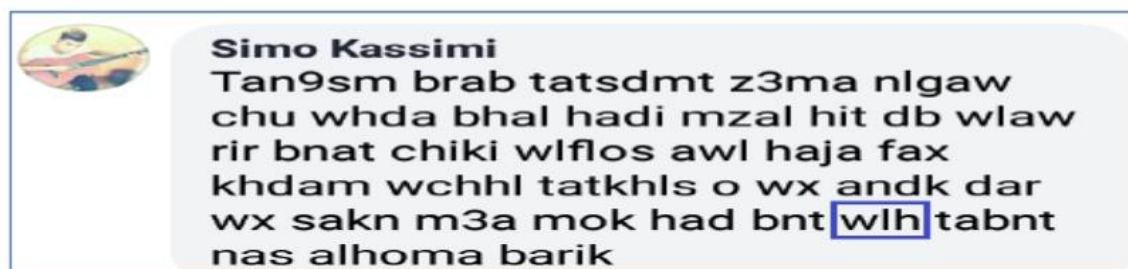 Simo Kassimi
Tan9sm brab tatsdmt z3ma nlgaw
chu whda bhal hadi mzal hit db wlaw
rir bnat chiki wlflos awl haja fax
khdam wchhl tatkhls o wx andk dar
wx sakn m3a mok had bnt wlh tabnt
nas alhoma barik